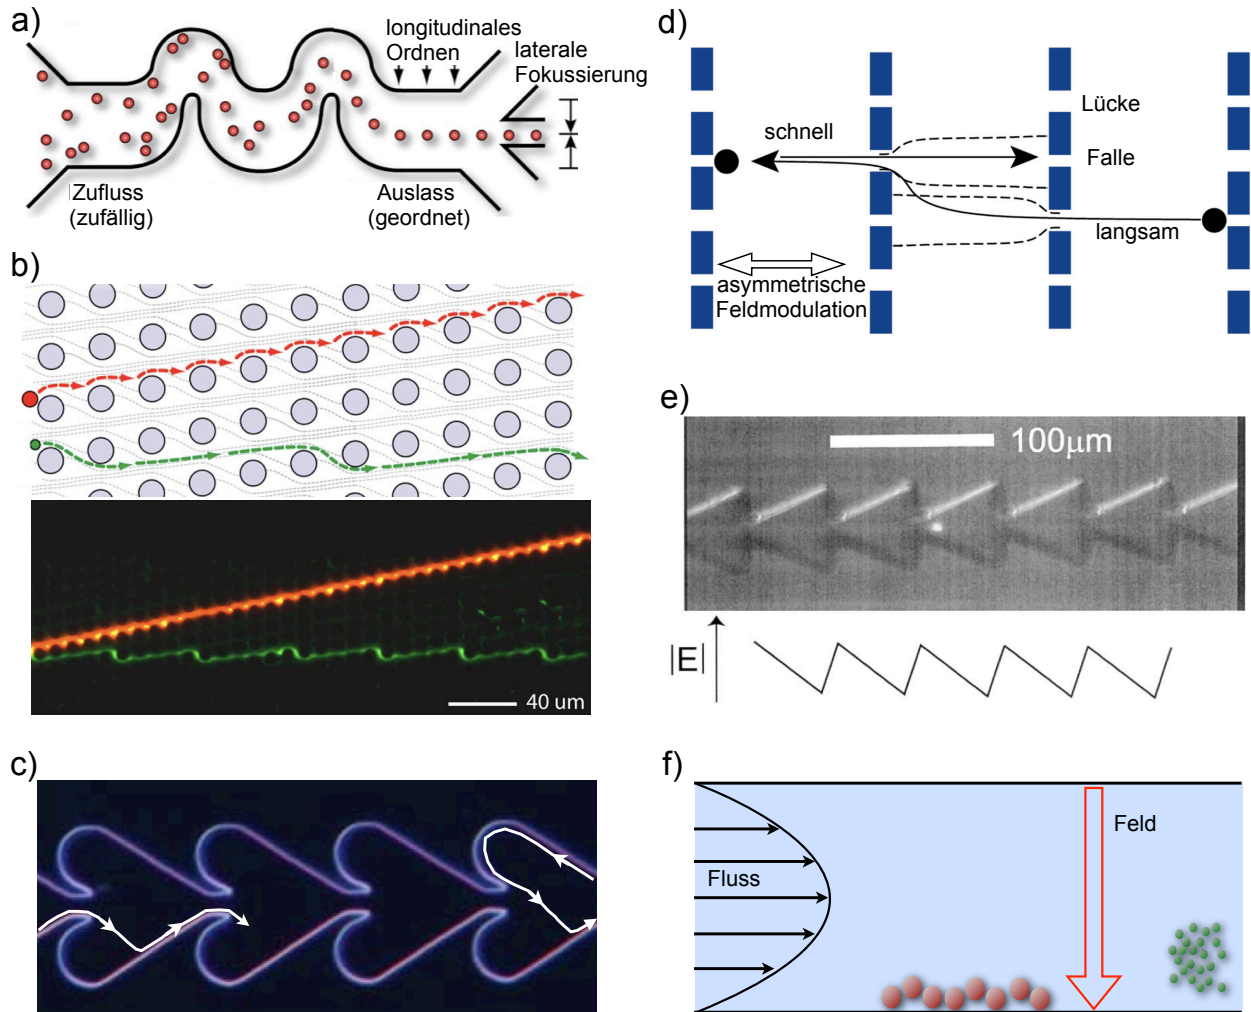 a)
longitudinales
Ordnen
laterale
Fokussierung
Zufluss
(zufällig)
Auslass
(geordnet)
b)
40 um
c)
d)
Lücke
schnell
Falle
langsam
asymmetrische
Feldmodulation
e)
100µm
|E|
f)
Feld
Fluss